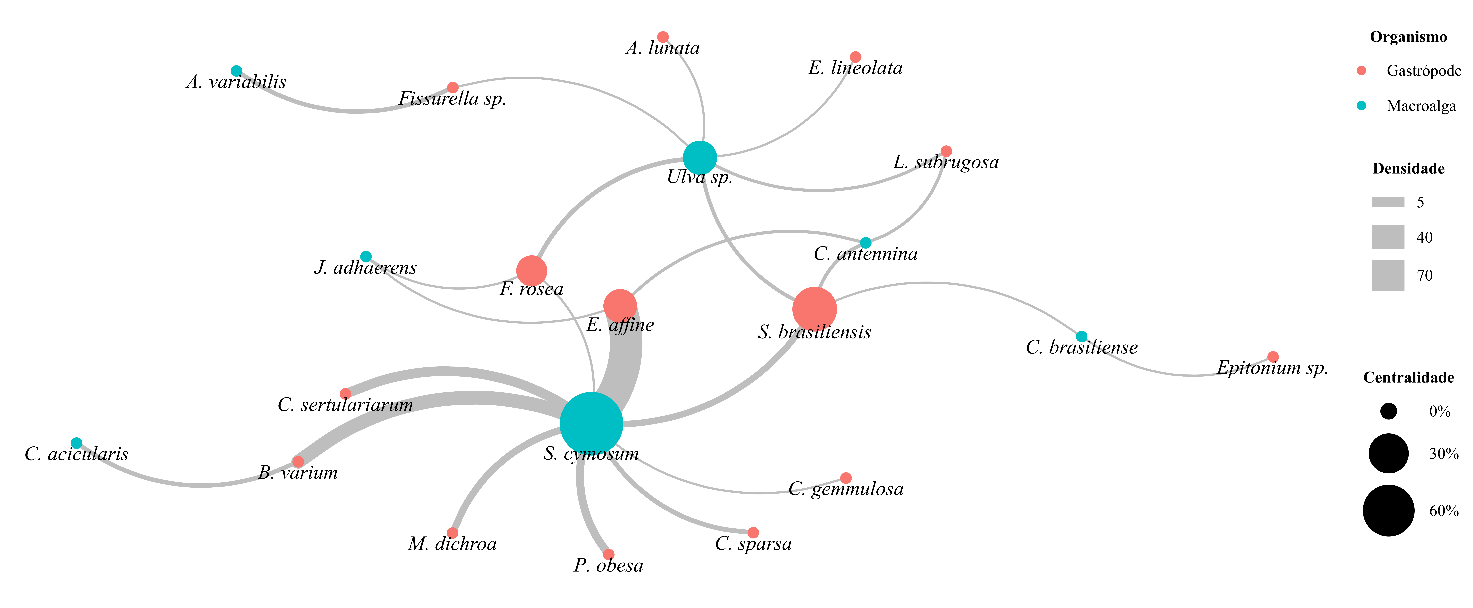 A. lunata
E. lineolata
A. variabilis
Fissurella sp.
L. subrugosa
Ulva sp.
C. antennina
J. adhaerens
F. rosea
E. affine
S. brasiliensis
C. brasiliense
Epitonium sp.
C. sertulariarum
C. acicularis
B. varium
S. cymosum
C. gemmulosa
M. dichroa
C. sparsa
P. obesa
Organismo
Gastrópode
Macroalga
Densidade
5
40
70
Centralidade
0%
30%
60%